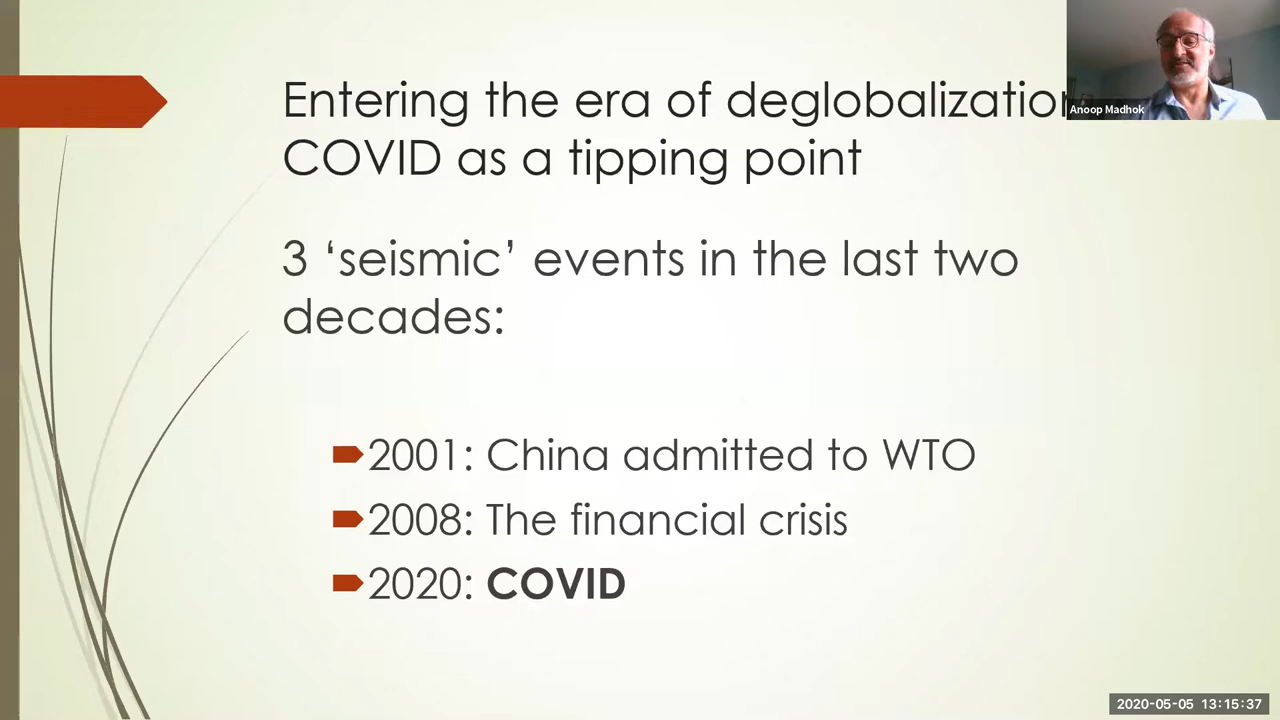 Entering the era of deglobalization
COVID as a tipping point
3 ‘seismic’ events in the last two
decades:
2001: China admitted to WTO
2008: The financial crisis
2020: COVID
Anoop Madhok
2020-05-05 13:15:37